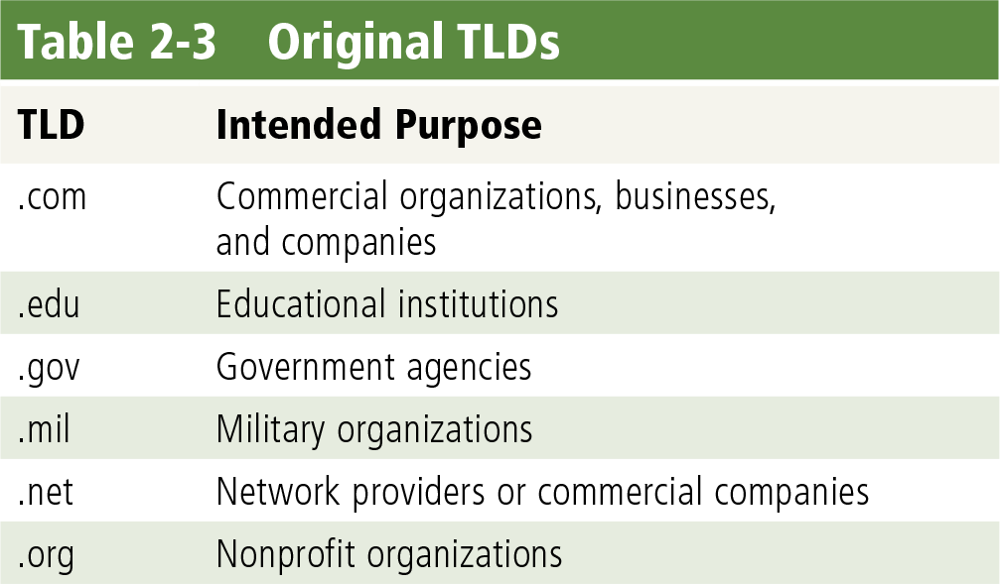 Table 2-3 Original TLDs
TLD Intended Purpose
.com Commercial organizations, businesses,
and companies
.edu Educational institutions
.gov Government agencies
.mil Military organizations
.net Network providers or commercial companies
.org Nonprofit organizations